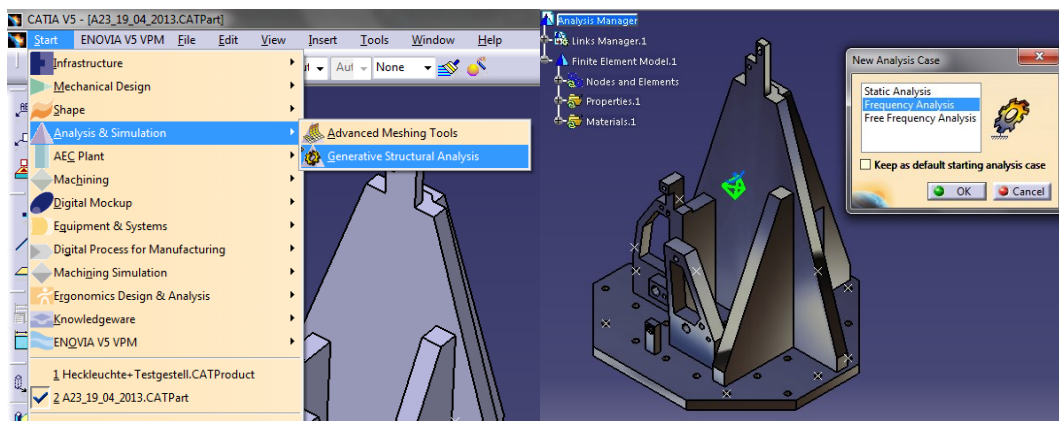 CATIA V5 - [A23_19_04_2013.CATPart]
Start ENOVIA V5 VPM File Edit View Insert Tools Window Help
Aut None
Infrastructure
Mechanical Design
Shape
Analysis & Simulation
Advanced Meshing Tools
Generative Structural Analysis
AEC Plant
Machining
Digital Mockup
Equipment & Systems
Digital Process for Manufacturing
Machining Simulation
Ergonomics Design & Analysis
Knowledgeware
ENOVIA V5 VPM
1 Heckleuchte+Testgestell.CATProduct
2 A23_19_04_2013.CATPart
Analysis Manager
Links Manager.1
Finite Element Model.1
Nodes and Elements
Properties.1
Materials.1
New Analysis Case
Static Analysis
Frequency Analysis
Free Frequency Analysis
Keep as default starting analysis case
OK Cancel